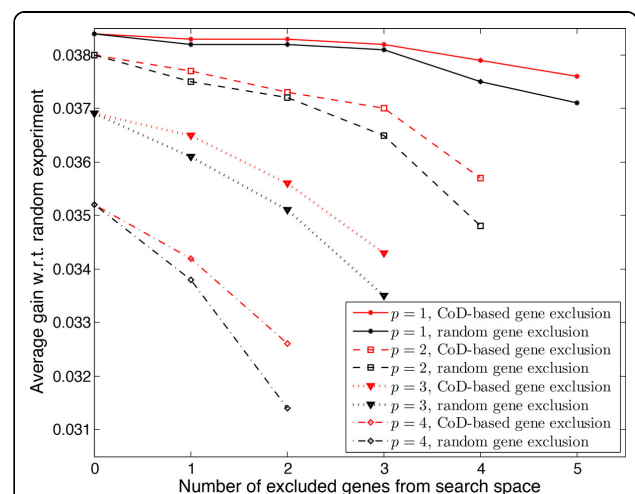 0.038
0.037
0.036
0.035
0.034
0.033
0.032
0.031
Average gain w.r.t. random experiment
p = 1, CoD-based gene exclusion
p = 1, random gene exclusion
p = 2, CoD-based gene exclusion
p = 2, random gene exclusion
p = 3, CoD-based gene exclusion
p = 3, random gene exclusion
p = 4, CoD-based gene exclusion
p = 4, random gene exclusion
0 1 2 3 4 5
Number of excluded genes from search space